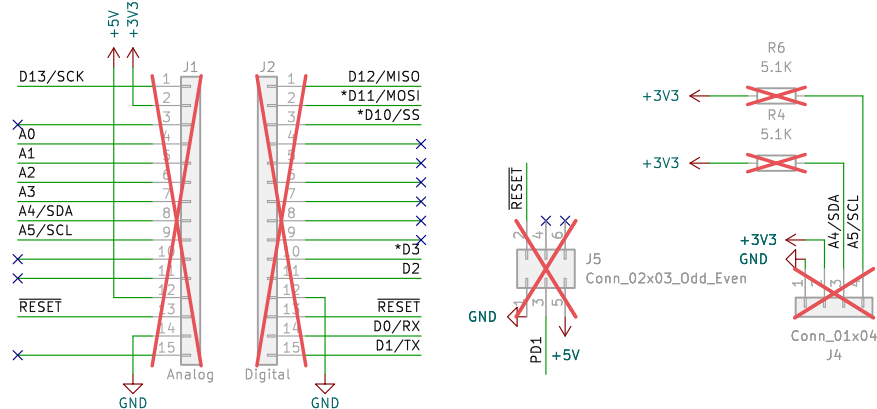 +5V
+3V3
J1
D13/SCK
1
2
3
A0
4
A1
5
A2
6
A3
7
A4/SDA
8
A5/SCL
9
10
11
12
RESET
13
14
15
Analog
GND
J2
1
D12/MISO
2
*D11/MOSI
3
*D10/SS
4
5
6
7
8
9
10
*D3
11
D2
12
13
RESET
14
D0/RX
15
D1/TX
Digital
GND
RESET
2
4
6
J5
Conn_02x03_Odd_Even
1
3
5
GND
PD1
+5V
R6
5.1K
+3V3
R4
5.1K
+3V3
A4/SDA
A5/SCL
+3V3
GND
1
2
3
4
Conn_01x04
J4